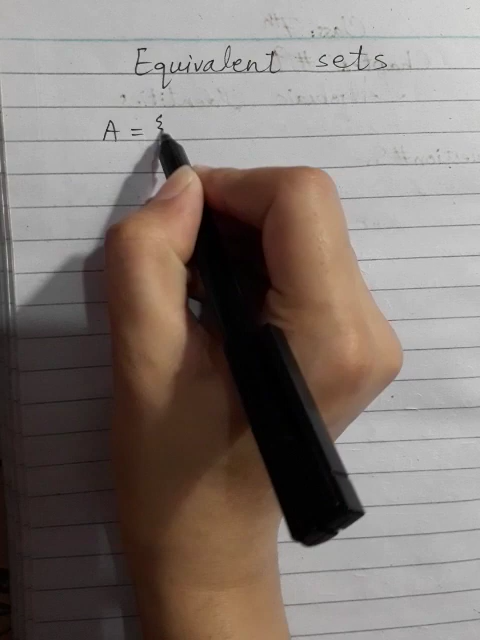 Equivalent sets
A = {